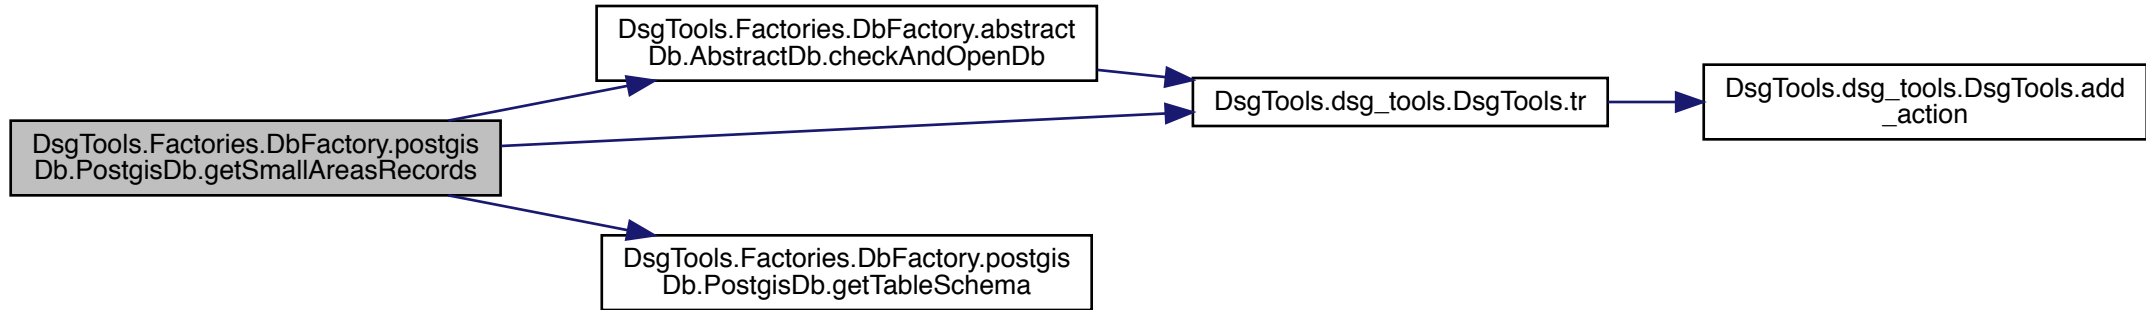 DsgTools.Factories.DbFactory.postgis
Db.PostgisDb.getSmallAreasRecords
DsgTools.Factories.DbFactory.abstract
Db.AbstractDb.checkAndOpenDb
DsgTools.dsg_tools.DsgTools.tr
DsgTools.dsg_tools.DsgTools.add
_action
DsgTools.Factories.DbFactory.postgis
Db.PostgisDb.getTableSchema